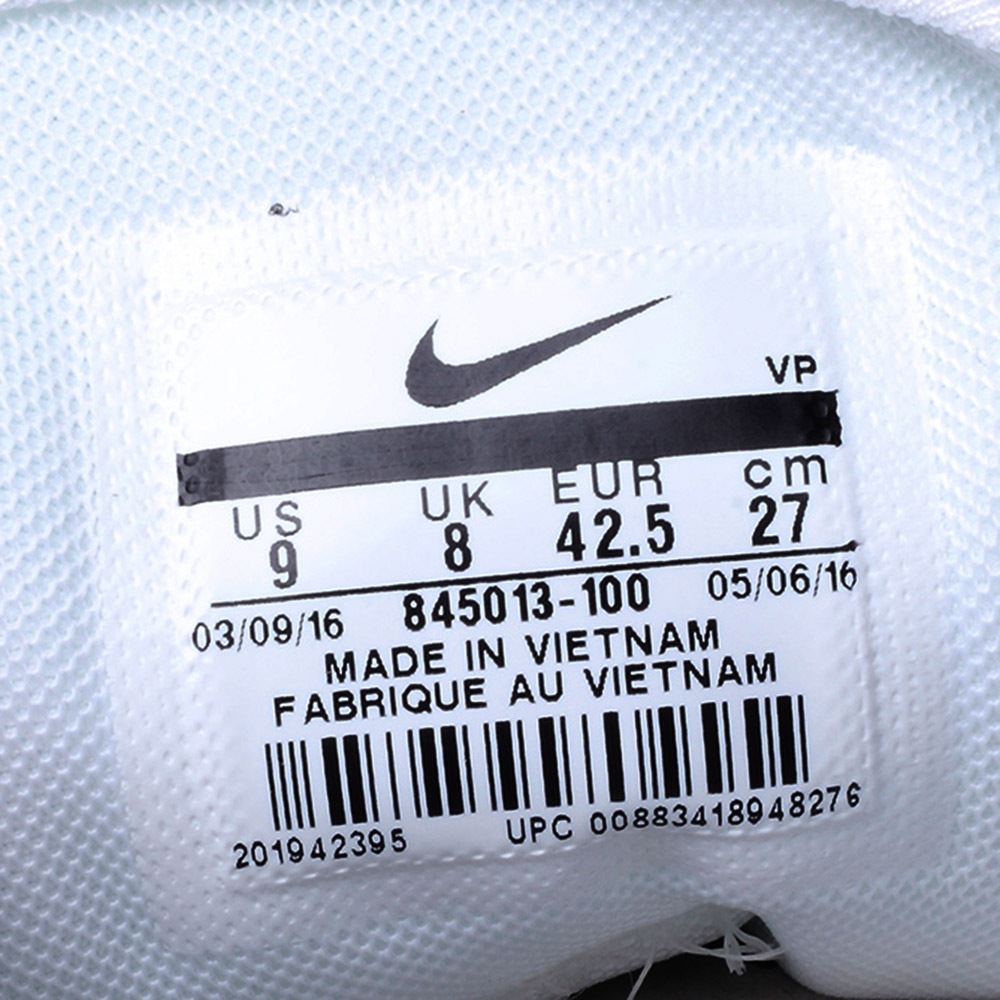 VP
US UK EUR cm
9 8 42.5 27
03/09/16 845013-100 05/06/16
MADE IN VIETNAM
FABRIQUE AU VIETNAM
201942395 UPC 00883418948276